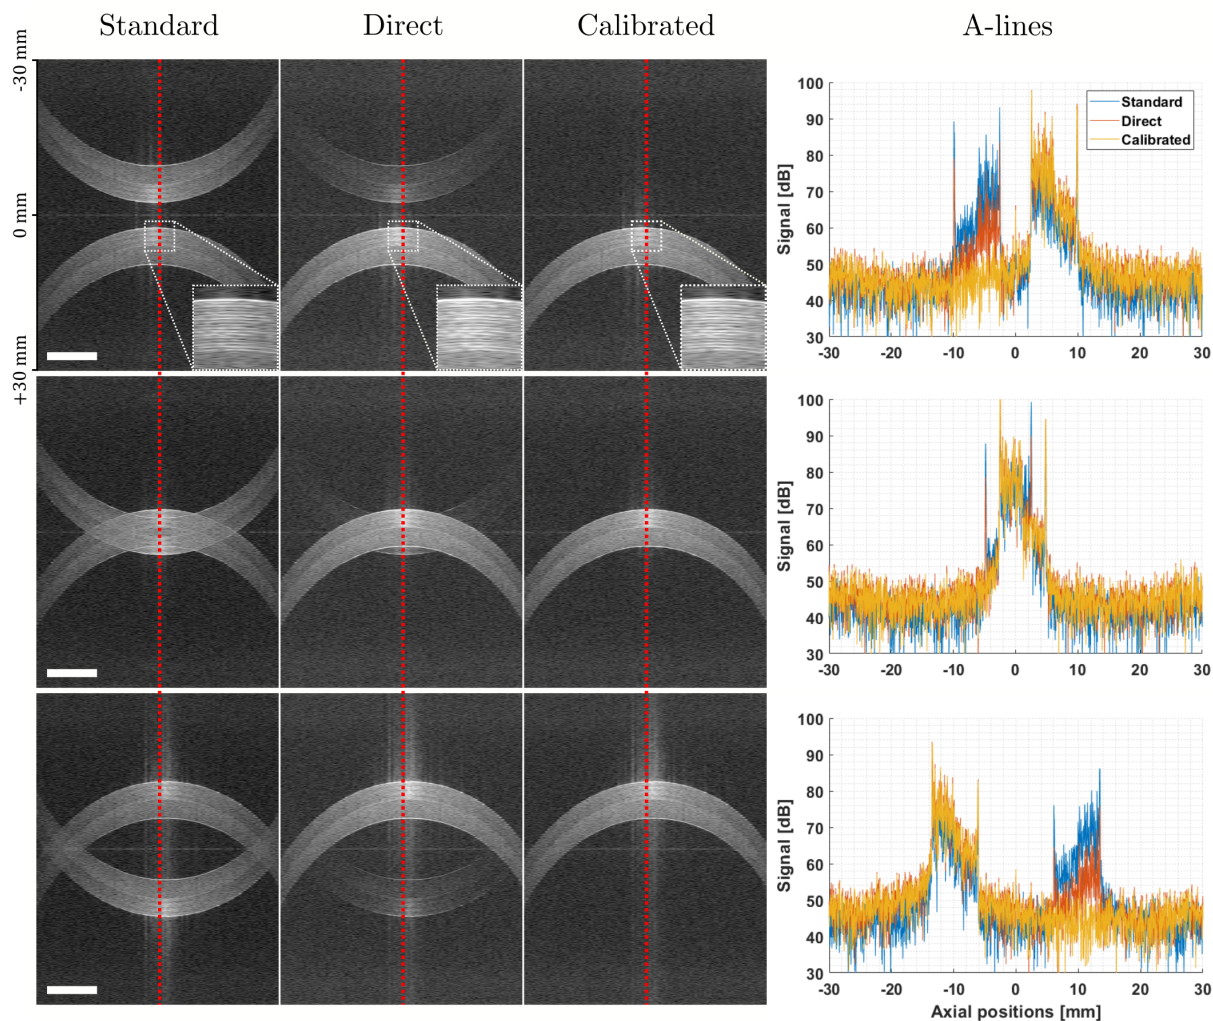 Standard Direct Calibrated A-lines
-30 mm
0 mm
+30 mm
Signal [dB]
100
90
80
70
60
50
40
30
-30 -20 -10 0 10 20 30
Standard
Direct
Calibrated
Signal [dB]
100
90
80
70
60
50
40
30
-30 -20 -10 0 10 20 30
Signal [dB]
100
90
80
70
60
50
40
30
-30 -20 -10 0 10 20 30
Axial positions [mm]